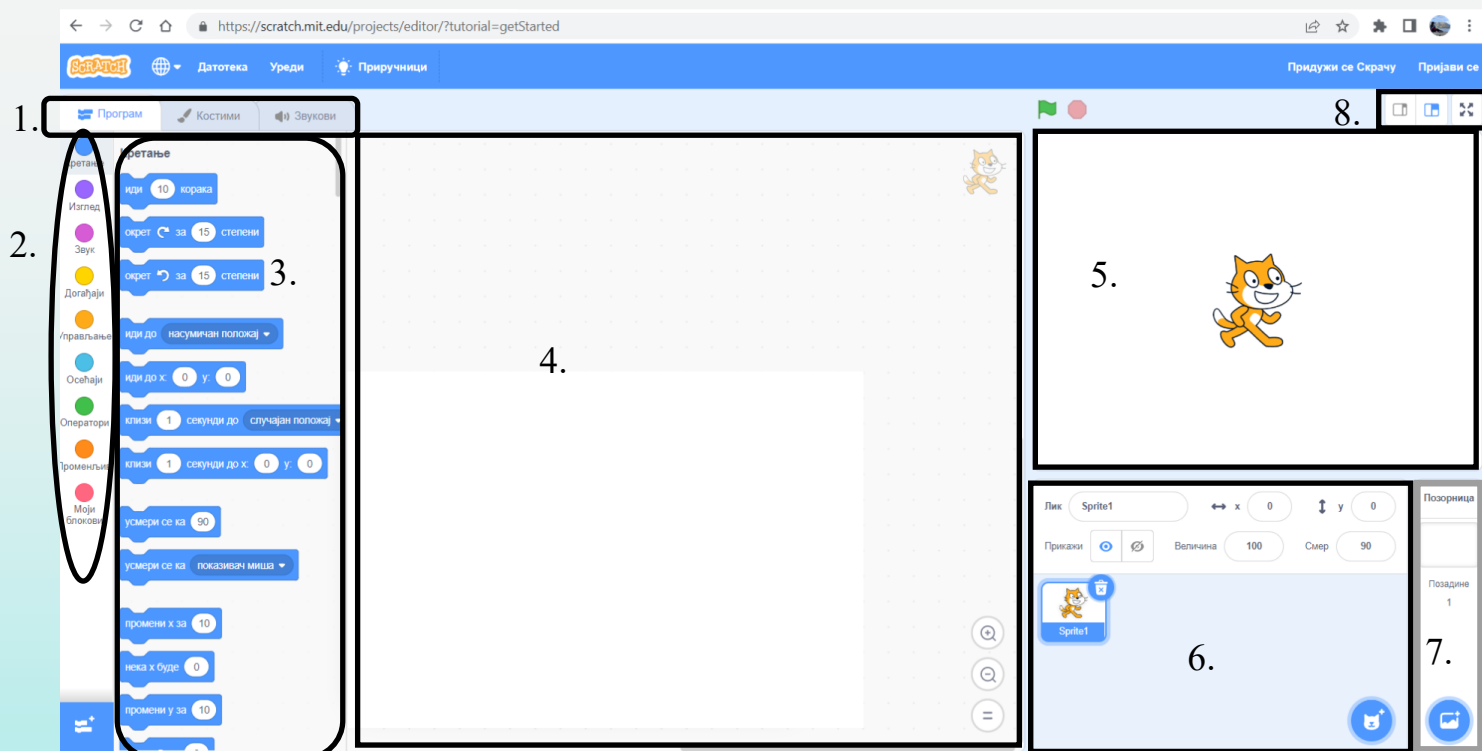 https://scratch.mit.edu/projects/editor/?tutorial=getStarted
SCRATCH
Датотека
Уреди
Приручници
Придужи се Скрачу
Пријави се
1.
Програм
Костими
Звукови
8.
2.
Кретање
Изглед
Звук
Догађаји
Управљање
Осећаји
Оператори
Моји
блокови
3.
Кретање
иди 10 корака
окрет за 15 степени
окрет за 15 степени
иди до насумичан положај
иди до x: 0 y: 0
клизи 1 секунди до случајан положај
клизи 1 секунди до x: 0 y: 0
усмери се ка 90
усмери се ка показивач миша
промени x за 10
нека x буде 0
промени y за 10
4.
5.
Лик Sprite1 x 0 y 0
Прикажи Величина 100 Смер 90
Sprite1
6.
Позорница
Позадине
1
7.